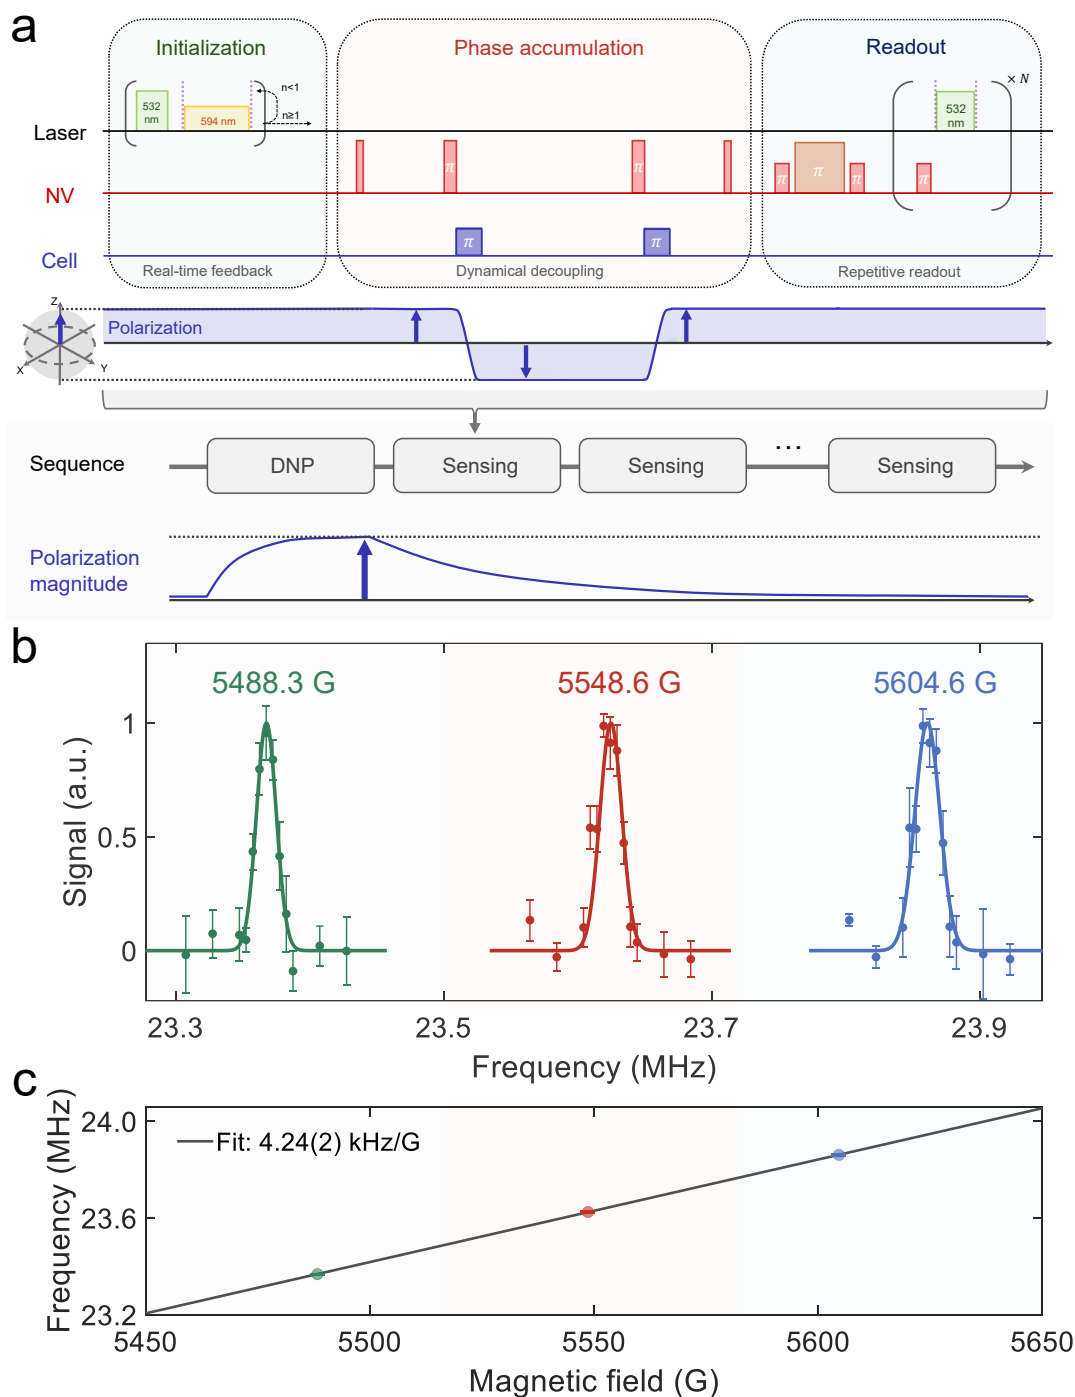 a
Initialization
Phase accumulation
Readout
532 nm
594 nm
n<1
n≥1
× N
532 nm
Laser
π
π
π
π
π
π
NV
π
π
Cell
Real-time feedback
Dynamical decoupling
Repetitive readout
Z
X
Y
Polarization
Sequence
DNP
Sensing
Sensing
...
Sensing
Polarization
magnitude
b
5488.3 G
5548.6 G
5604.6 G
1
0.5
0
Signal (a.u.)
23.3
23.5
23.7
23.9
Frequency (MHz)
c
24.0
23.6
23.2
Frequency (MHz)
Fit: 4.24(2) kHz/G
5450
5500
5550
5600
5650
Magnetic field (G)